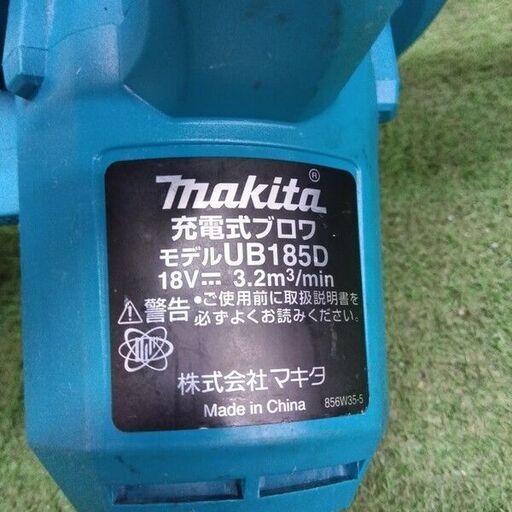 makita®
充電式ブロワ
モデルUB185D
18V⎓ 3.2m³/min
⚠警告 •ご使用前に取扱説明書を
必ずよくお読みください。
株式会社マキタ
Made in China 856W35-5